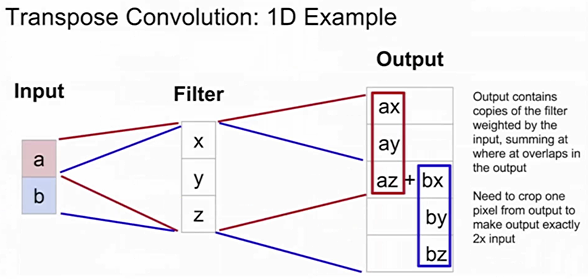 Transpose Convolution: 1D Example
Input
Filter
Output
a
b
x
y
z
ax
ay
az + bx
by
bz
Output contains
copies of the filter
weighted by the
input, summing at
where at overlaps in
the output
Need to crop one
pixel from output to
make output exactly
2x input